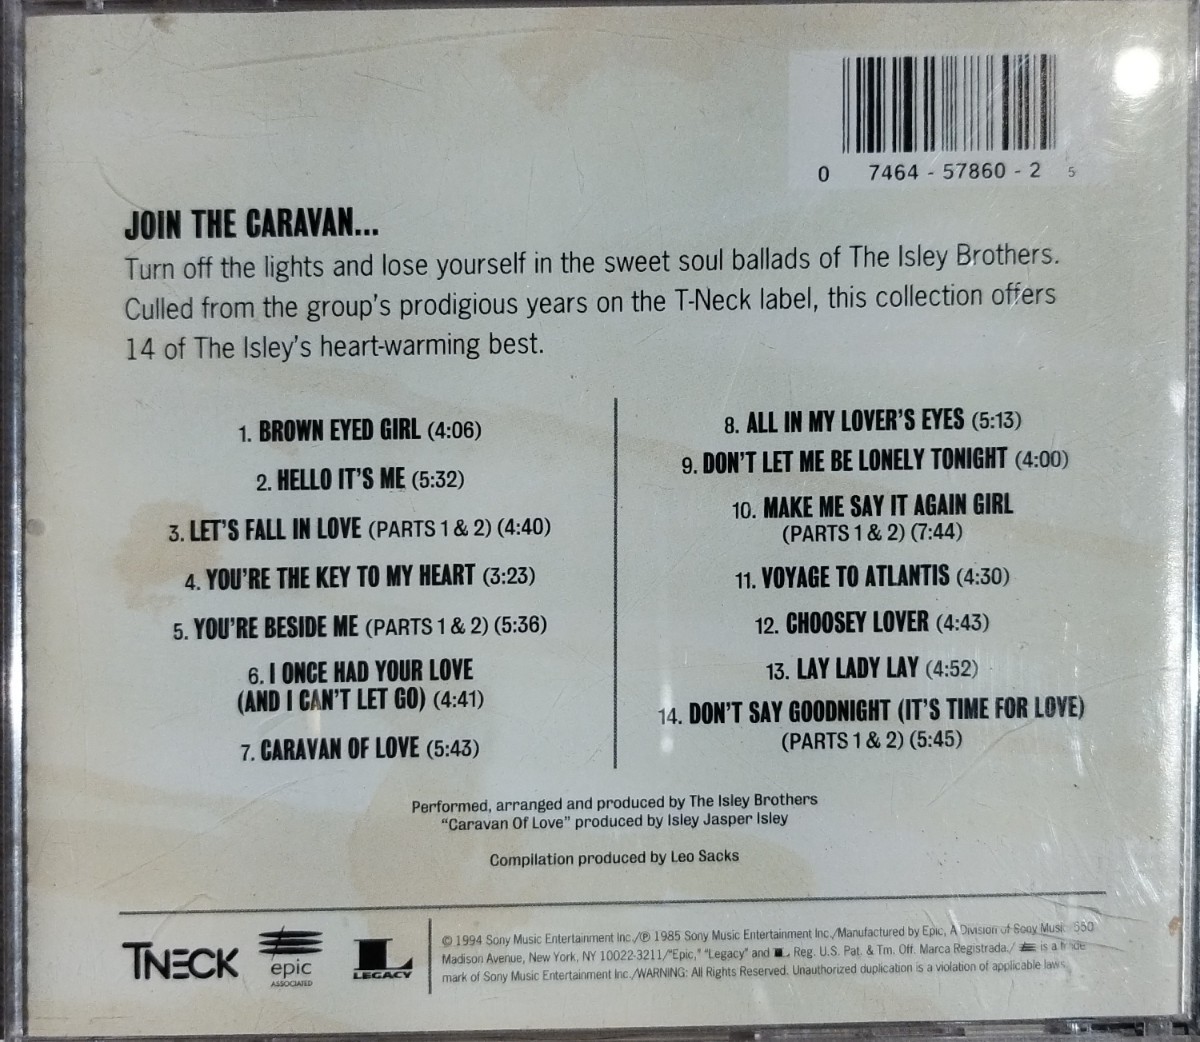 0 7464 - 57860 - 2 5
JOIN THE CARAVAN...
Turn off the lights and lose yourself in the sweet soul ballads of The Isley Brothers.
Culled from the group's prodigious years on the T-Neck label, this collection offers
14 of The Isley's heart-warming best.
1. BROWN EYED GIRL (4:06)
2. HELLO IT'S ME (5:32)
3. LET'S FALL IN LOVE (PARTS 1 & 2) (4:40)
4. YOU'RE THE KEY TO MY HEART (3:23)
5. YOU'RE BESIDE ME (PARTS 1 & 2) (5:36)
6. I ONCE HAD YOUR LOVE
(AND I CAN'T LET GO) (4:41)
7. CARAVAN OF LOVE (5:43)
8. ALL IN MY LOVER'S EYES (5:13)
9. DON'T LET ME BE LONELY TONIGHT (4:00)
10. MAKE ME SAY IT AGAIN GIRL
(PARTS 1 & 2) (7:44)
11. VOYAGE TO ATLANTIS (4:30)
12. CHOOSEY LOVER (4:43)
13. LAY LADY LAY (4:52)
14. DON'T SAY GOODNIGHT (IT'S TIME FOR LOVE)
(PARTS 1 & 2) (5:45)
Performed, arranged and produced by The Isley Brothers
"Caravan Of Love" produced by Isley Jasper Isley
Compilation produced by Leo Sacks
TNECK
epic
ASSOCIATED
LEGACY
© 1994 Sony Music Entertainment Inc./℗ 1985 Sony Music Entertainment Inc./Manufactured by Epic, A Division of Sony Music/550
Madison Avenue, New York, NY 10022-3211/"Epic," "Legacy" and L Reg. U.S. Pat. & Tm. Off. Marca Registrada./ is a trade
mark of Sony Music Entertainment Inc./WARNING: All Rights Reserved. Unauthorized duplication is a violation of applicable laws.